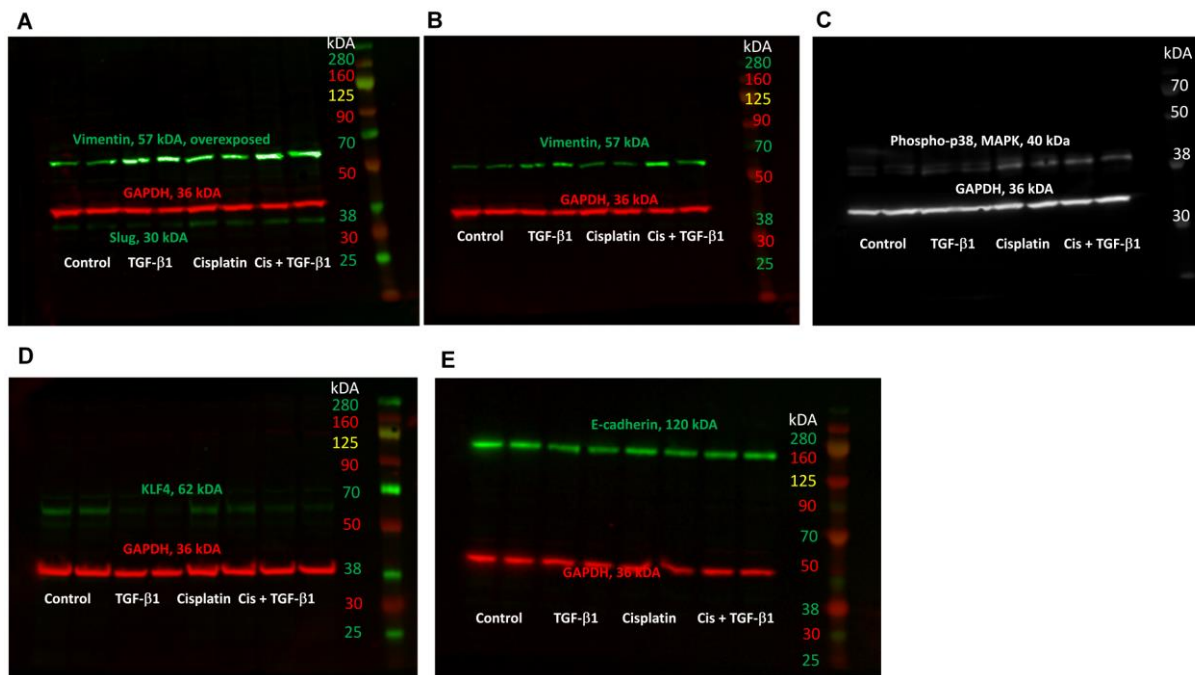 A
kDA
280
160
125
90
70
50
38
30
25
Vimentin, 57 kDA, overexposed
GAPDH, 36 kDA
Slug, 30 kDA
Control TGF-β1 Cisplatin Cis + TGF-β1
B
kDA
280
160
125
90
70
50
38
30
25
Vimentin, 57 kDA
GAPDH, 36 kDA
Control TGF-β1 Cisplatin Cis + TGF-β1
C
kDA
70
50
38
30
Phospho-p38, MAPK, 40 kDa
GAPDH, 36 kDA
Control TGF-β1 Cisplatin Cis + TGF-β1
D
kDA
280
160
125
90
70
50
38
30
25
KLF4, 62 kDA
GAPDH, 36 kDA
Control TGF-β1 Cisplatin Cis + TGF-β1
E
kDA
280
160
125
90
70
50
38
30
25
E-cadherin, 120 kDA
GAPDH, 36 kDA
Control TGF-β1 Cisplatin Cis + TGF-β1